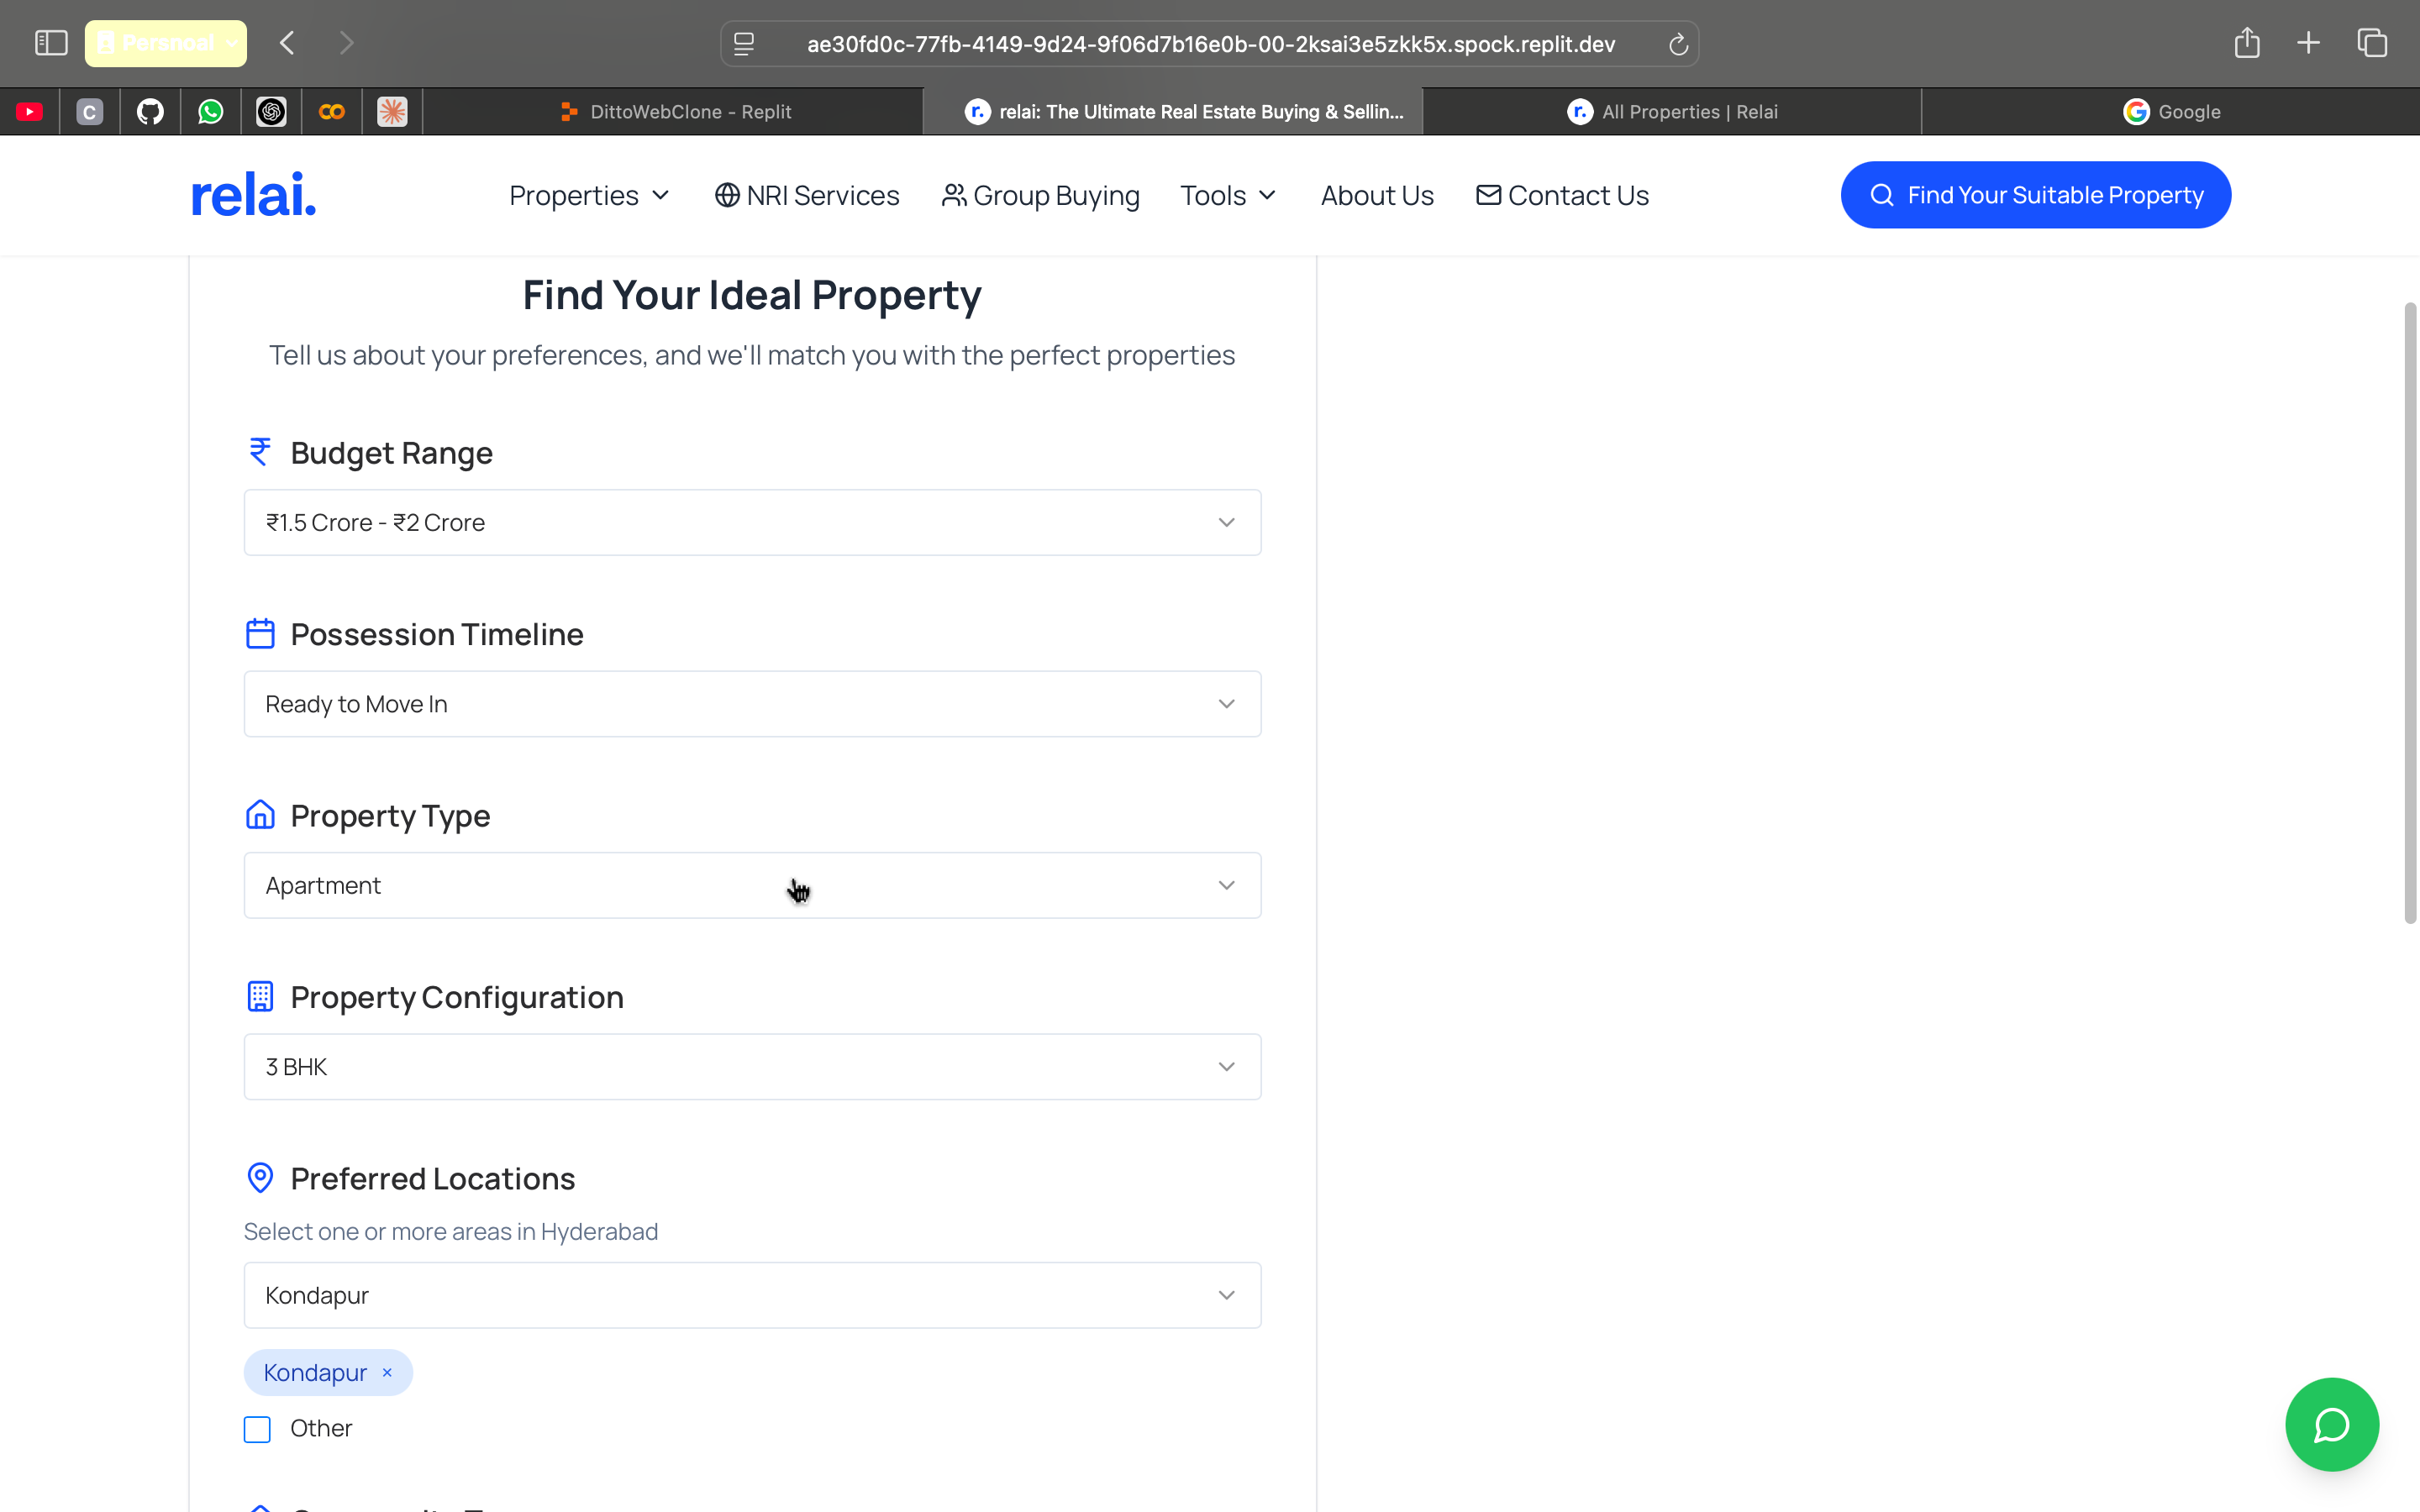 Persnoal
ae30fd0c-77fb-4149-9d24-9f06d7b16e0b-00-2ksai3e5zkk5x.spock.replit.dev
C
DittoWebClone - Replit
r. relai: The Ultimate Real Estate Buying & Sellin...
r. All Properties | Relai
G Google
relai.
Properties
NRI Services
Group Buying
Tools
About Us
Contact Us
Find Your Suitable Property
Find Your Ideal Property
Tell us about your preferences, and we'll match you with the perfect properties
₹ Budget Range
₹1.5 Crore - ₹2 Crore
Possession Timeline
Ready to Move In
Property Type
Apartment
Property Configuration
3 BHK
Preferred Locations
Select one or more areas in Hyderabad
Kondapur
Kondapur ×
Other